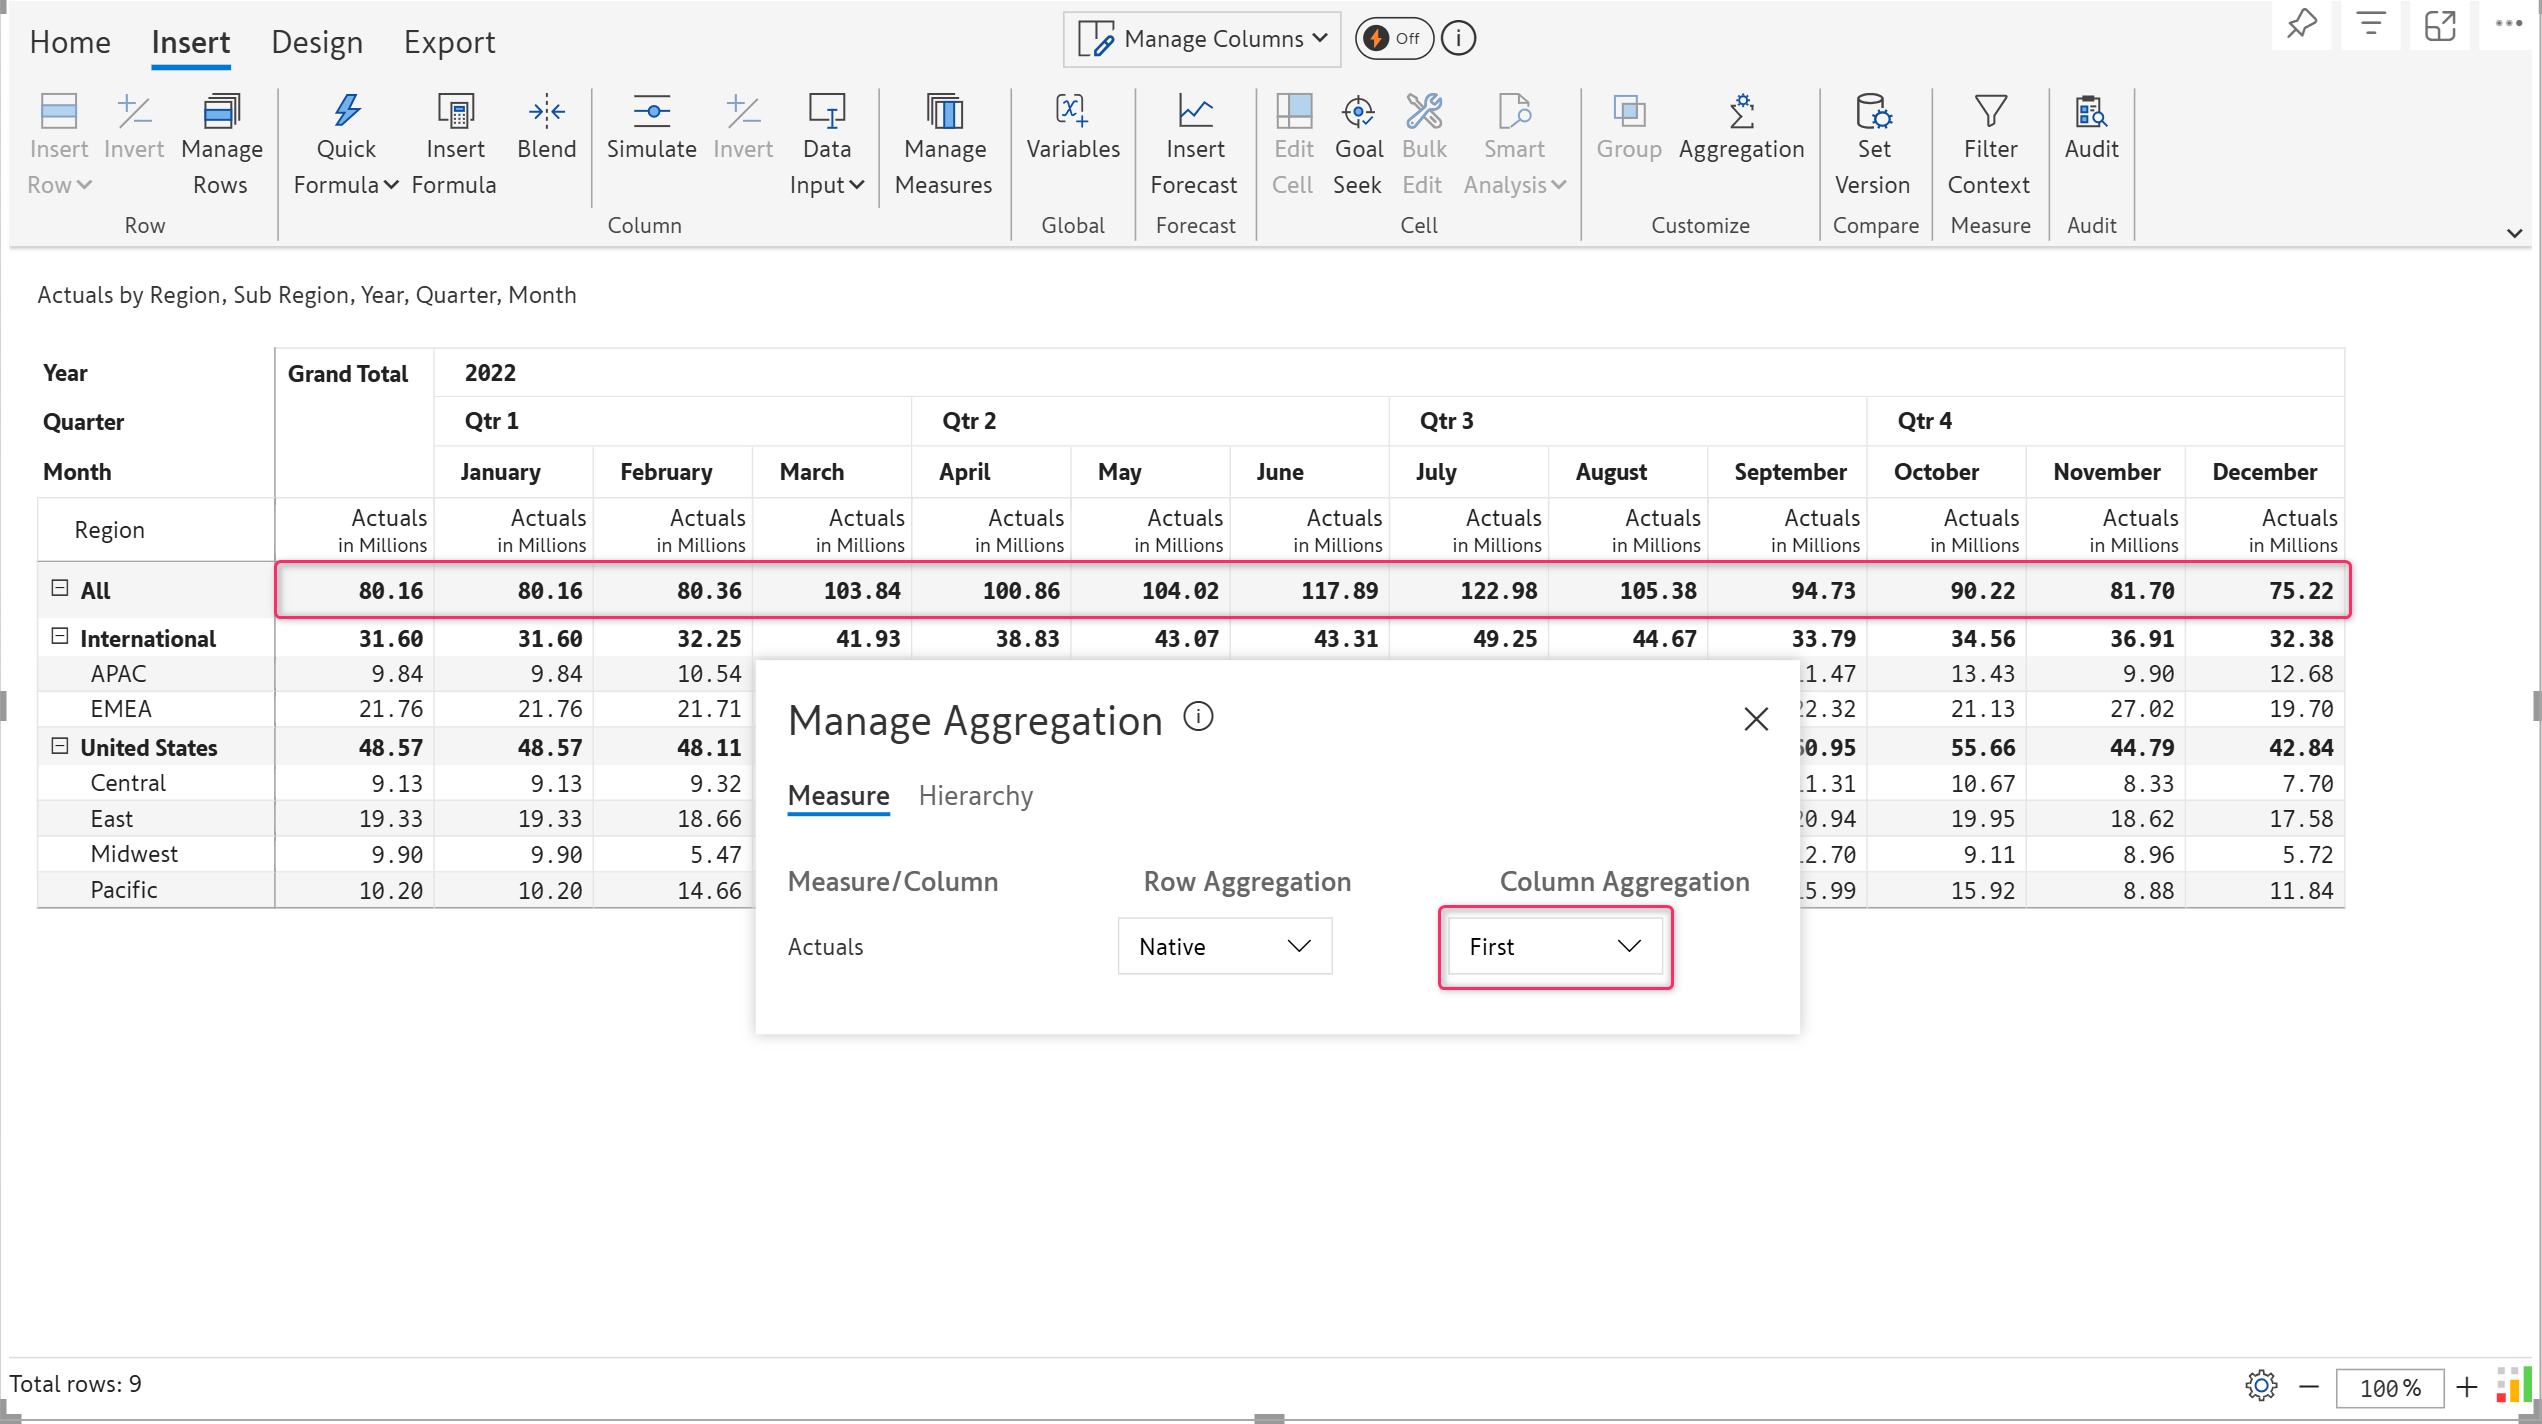 Home Insert Design Export Manage Columns Off
Insert Row Invert Manage Rows Quick Formula Insert Formula Blend Simulate Invert Data Input Manage Measures Variables Insert Forecast Edit Cell Goal Seek Bulk Edit Smart Analysis Group Aggregation Set Version Filter Context Audit
Row Column Global Forecast Cell Customize Compare Measure Audit
Actuals by Region, Sub Region, Year, Quarter, Month
Year Grand Total 2022
Quarter Qtr 1 Qtr 2 Qtr 3 Qtr 4
Month January February March April May June July August September October November December
Region Actuals Actuals Actuals Actuals Actuals Actuals Actuals Actuals Actuals Actuals Actuals Actuals Actuals
in Millions in Millions in Millions in Millions in Millions in Millions in Millions in Millions in Millions in Millions in Millions in Millions in Millions
All 80.16 80.16 80.36 103.84 100.86 104.02 117.89 122.98 105.38 94.73 90.22 81.70 75.22
International 31.60 31.60 32.25 41.93 38.83 43.07 43.31 49.25 44.67 33.79 34.56 36.91 32.38
APAC 9.84 9.84 10.54 1.47 13.43 9.90 12.68
EMEA 21.76 21.76 21.71 2.32 21.13 27.02 19.70
United States 48.57 48.57 48.11 0.95 55.66 44.79 42.84
Central 9.13 9.13 9.32 1.31 10.67 8.33 7.70
East 19.33 19.33 18.66 0.94 19.95 18.62 17.58
Midwest 9.90 9.90 5.47 2.70 9.11 8.96 5.72
Pacific 10.20 10.20 14.66 5.99 15.92 8.88 11.84
Manage Aggregation
Measure Hierarchy
Measure/Column Row Aggregation Column Aggregation
Actuals Native First
Total rows: 9 100%